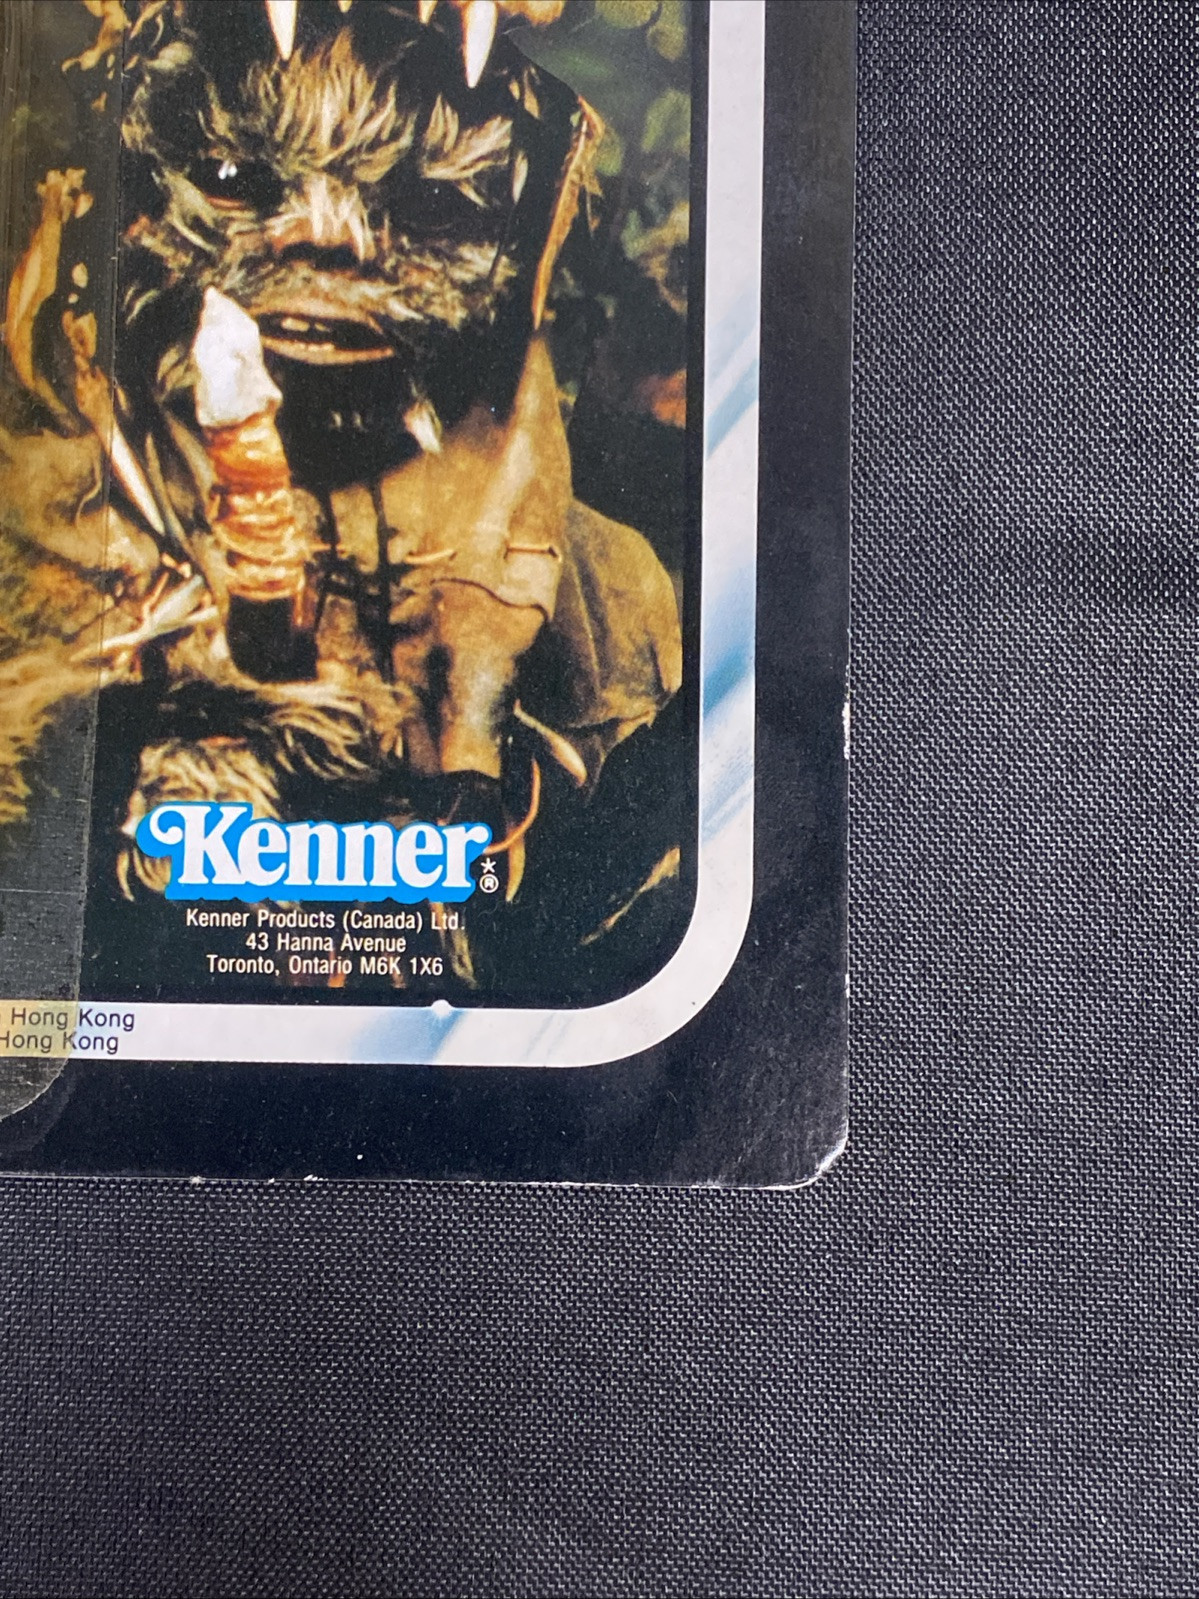 Kenner
*®
Kenner Products (Canada) Ltd.
43 Hanna Avenue
Toronto, Ontario M6K 1X6
Hong Kong
Hong Kong